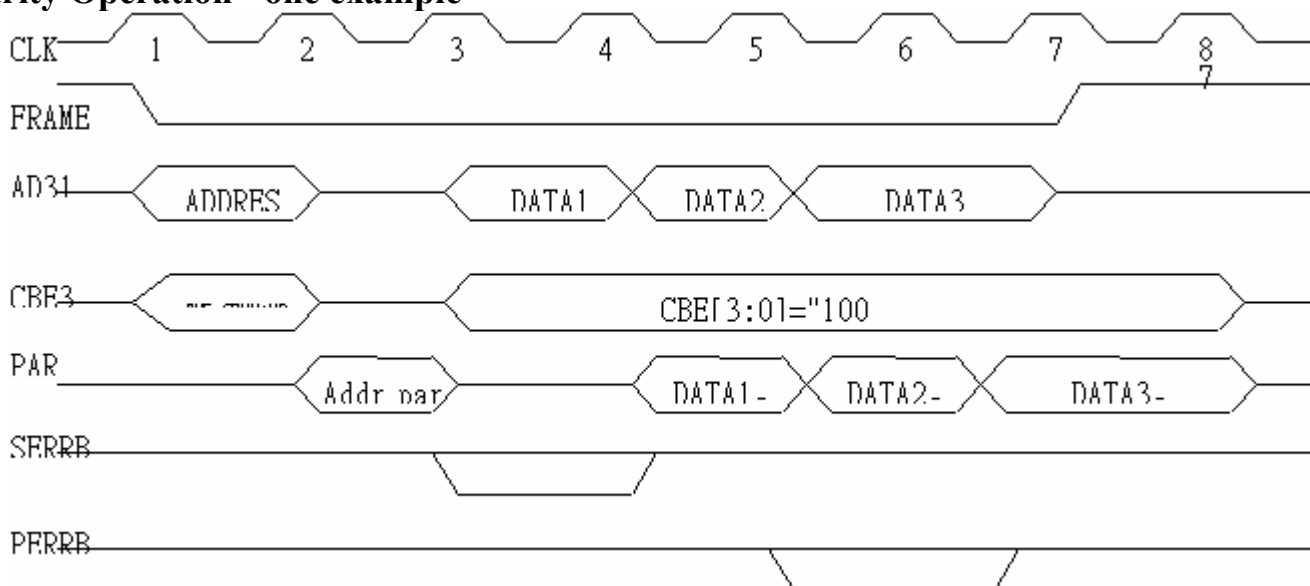 rity Operation - one example
CLK 1 2 3 4 5 6 7 8
7
FRAME
AD31 ADDRES DATA1 DATA2 DATA3
CBE3 CBE[3:0]="100
PAR Addr par DATA1- DATA2- DATA3-
SERRB
PERRB